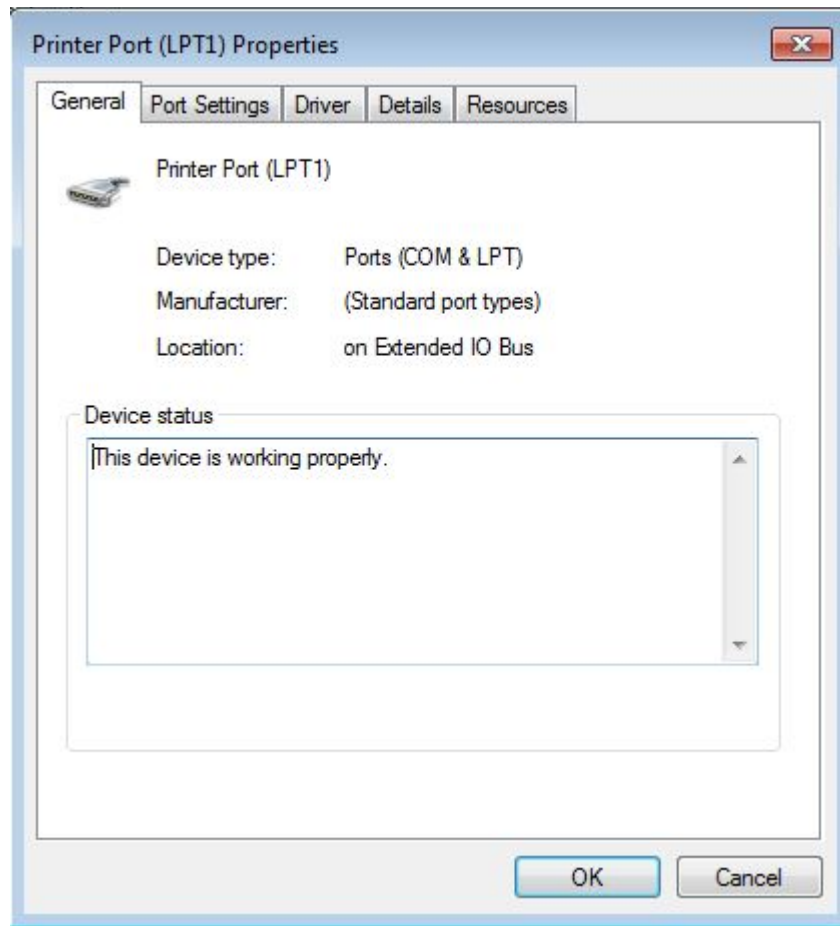 Printer Port (LPT1) Properties
General Port Settings Driver Details Resources
Printer Port (LPT1)
Device type: Ports (COM & LPT)
Manufacturer: (Standard port types)
Location: on Extended IO Bus
Device status
This device is working properly.
OK Cancel